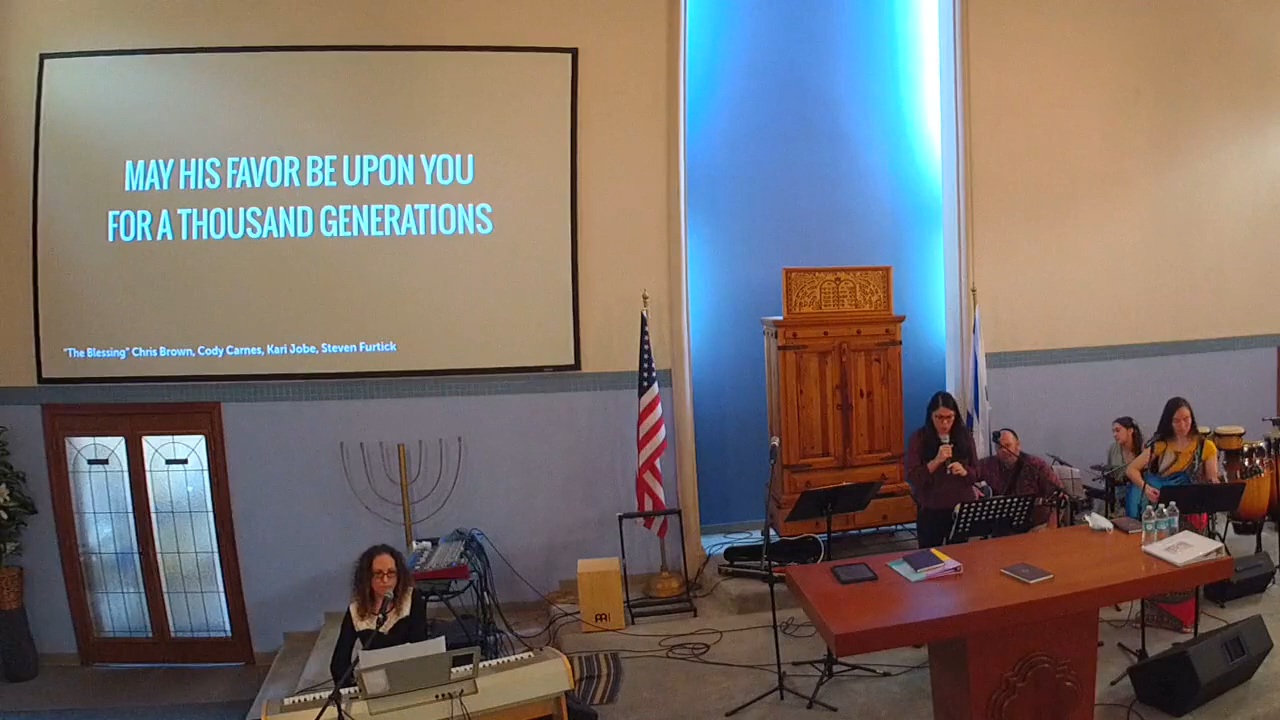 MAY HIS FAVOR BE UPON YOU
FOR A THOUSAND GENERATIONS
"The Blessing" Chris Brown, Cody Carnes, Kari Jobe, Steven Furtick